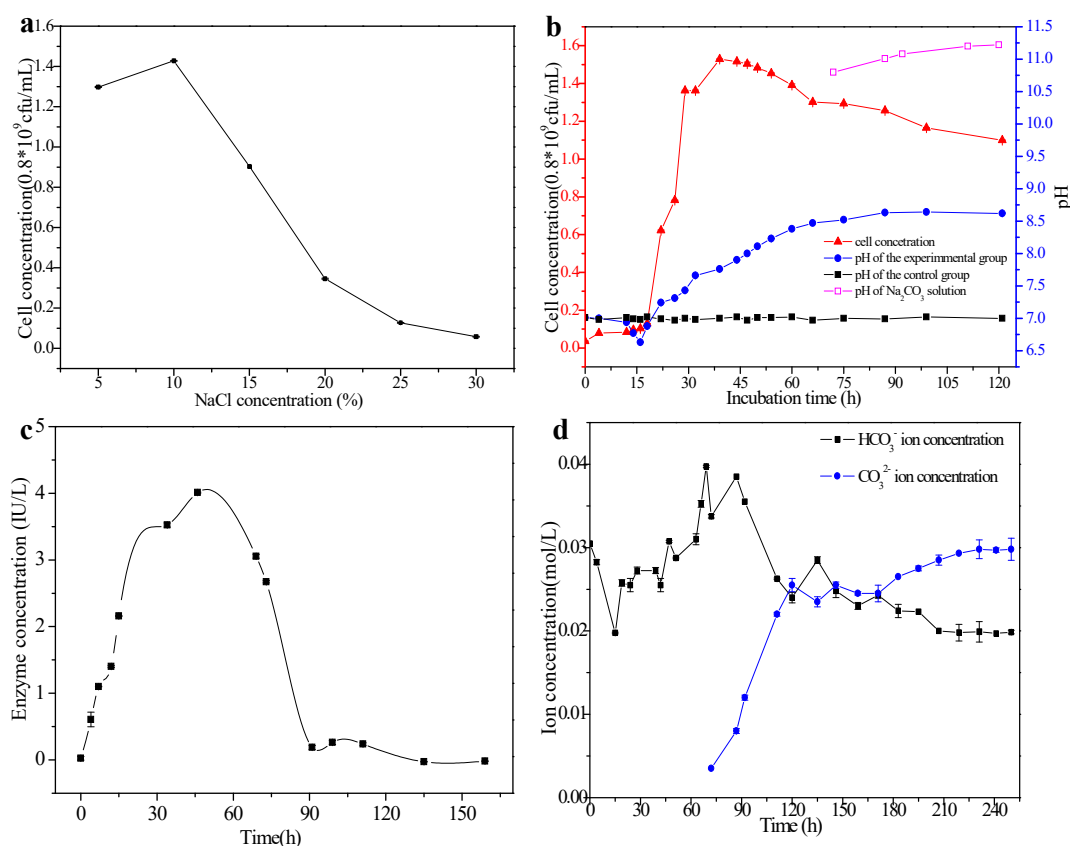 a
Cell concentration(0.8*10⁹cfu/mL)
1.6
1.4
1.2
1.0
0.8
0.6
0.4
0.2
0.0
5 10 15 20 25 30
NaCl concentration (%)
b
Cell concentration(0.8*10⁹cfu/mL)
1.6
1.4
1.2
1.0
0.8
0.6
0.4
0.2
0.0
0 15 30 45 60 75 90 105 120
Incubation time (h)
11.5
11.0
10.5
10.0
9.5
9.0
8.5
8.0
7.5
7.0
6.5
pH
cell concetration
pH of the experimental group
pH of the control group
pH of Na₂CO₃ solution
c
Enzyme concentration (IU/L)
5
4
3
2
1
0
0 30 60 90 120 150
Time(h)
d
Ion concentration(mol/L)
0.04
0.03
0.02
0.01
0.00
0 30 60 90 120 150 180 210 240
Time (h)
HCO₃⁻ ion concentration
CO₃²⁻ ion concentration